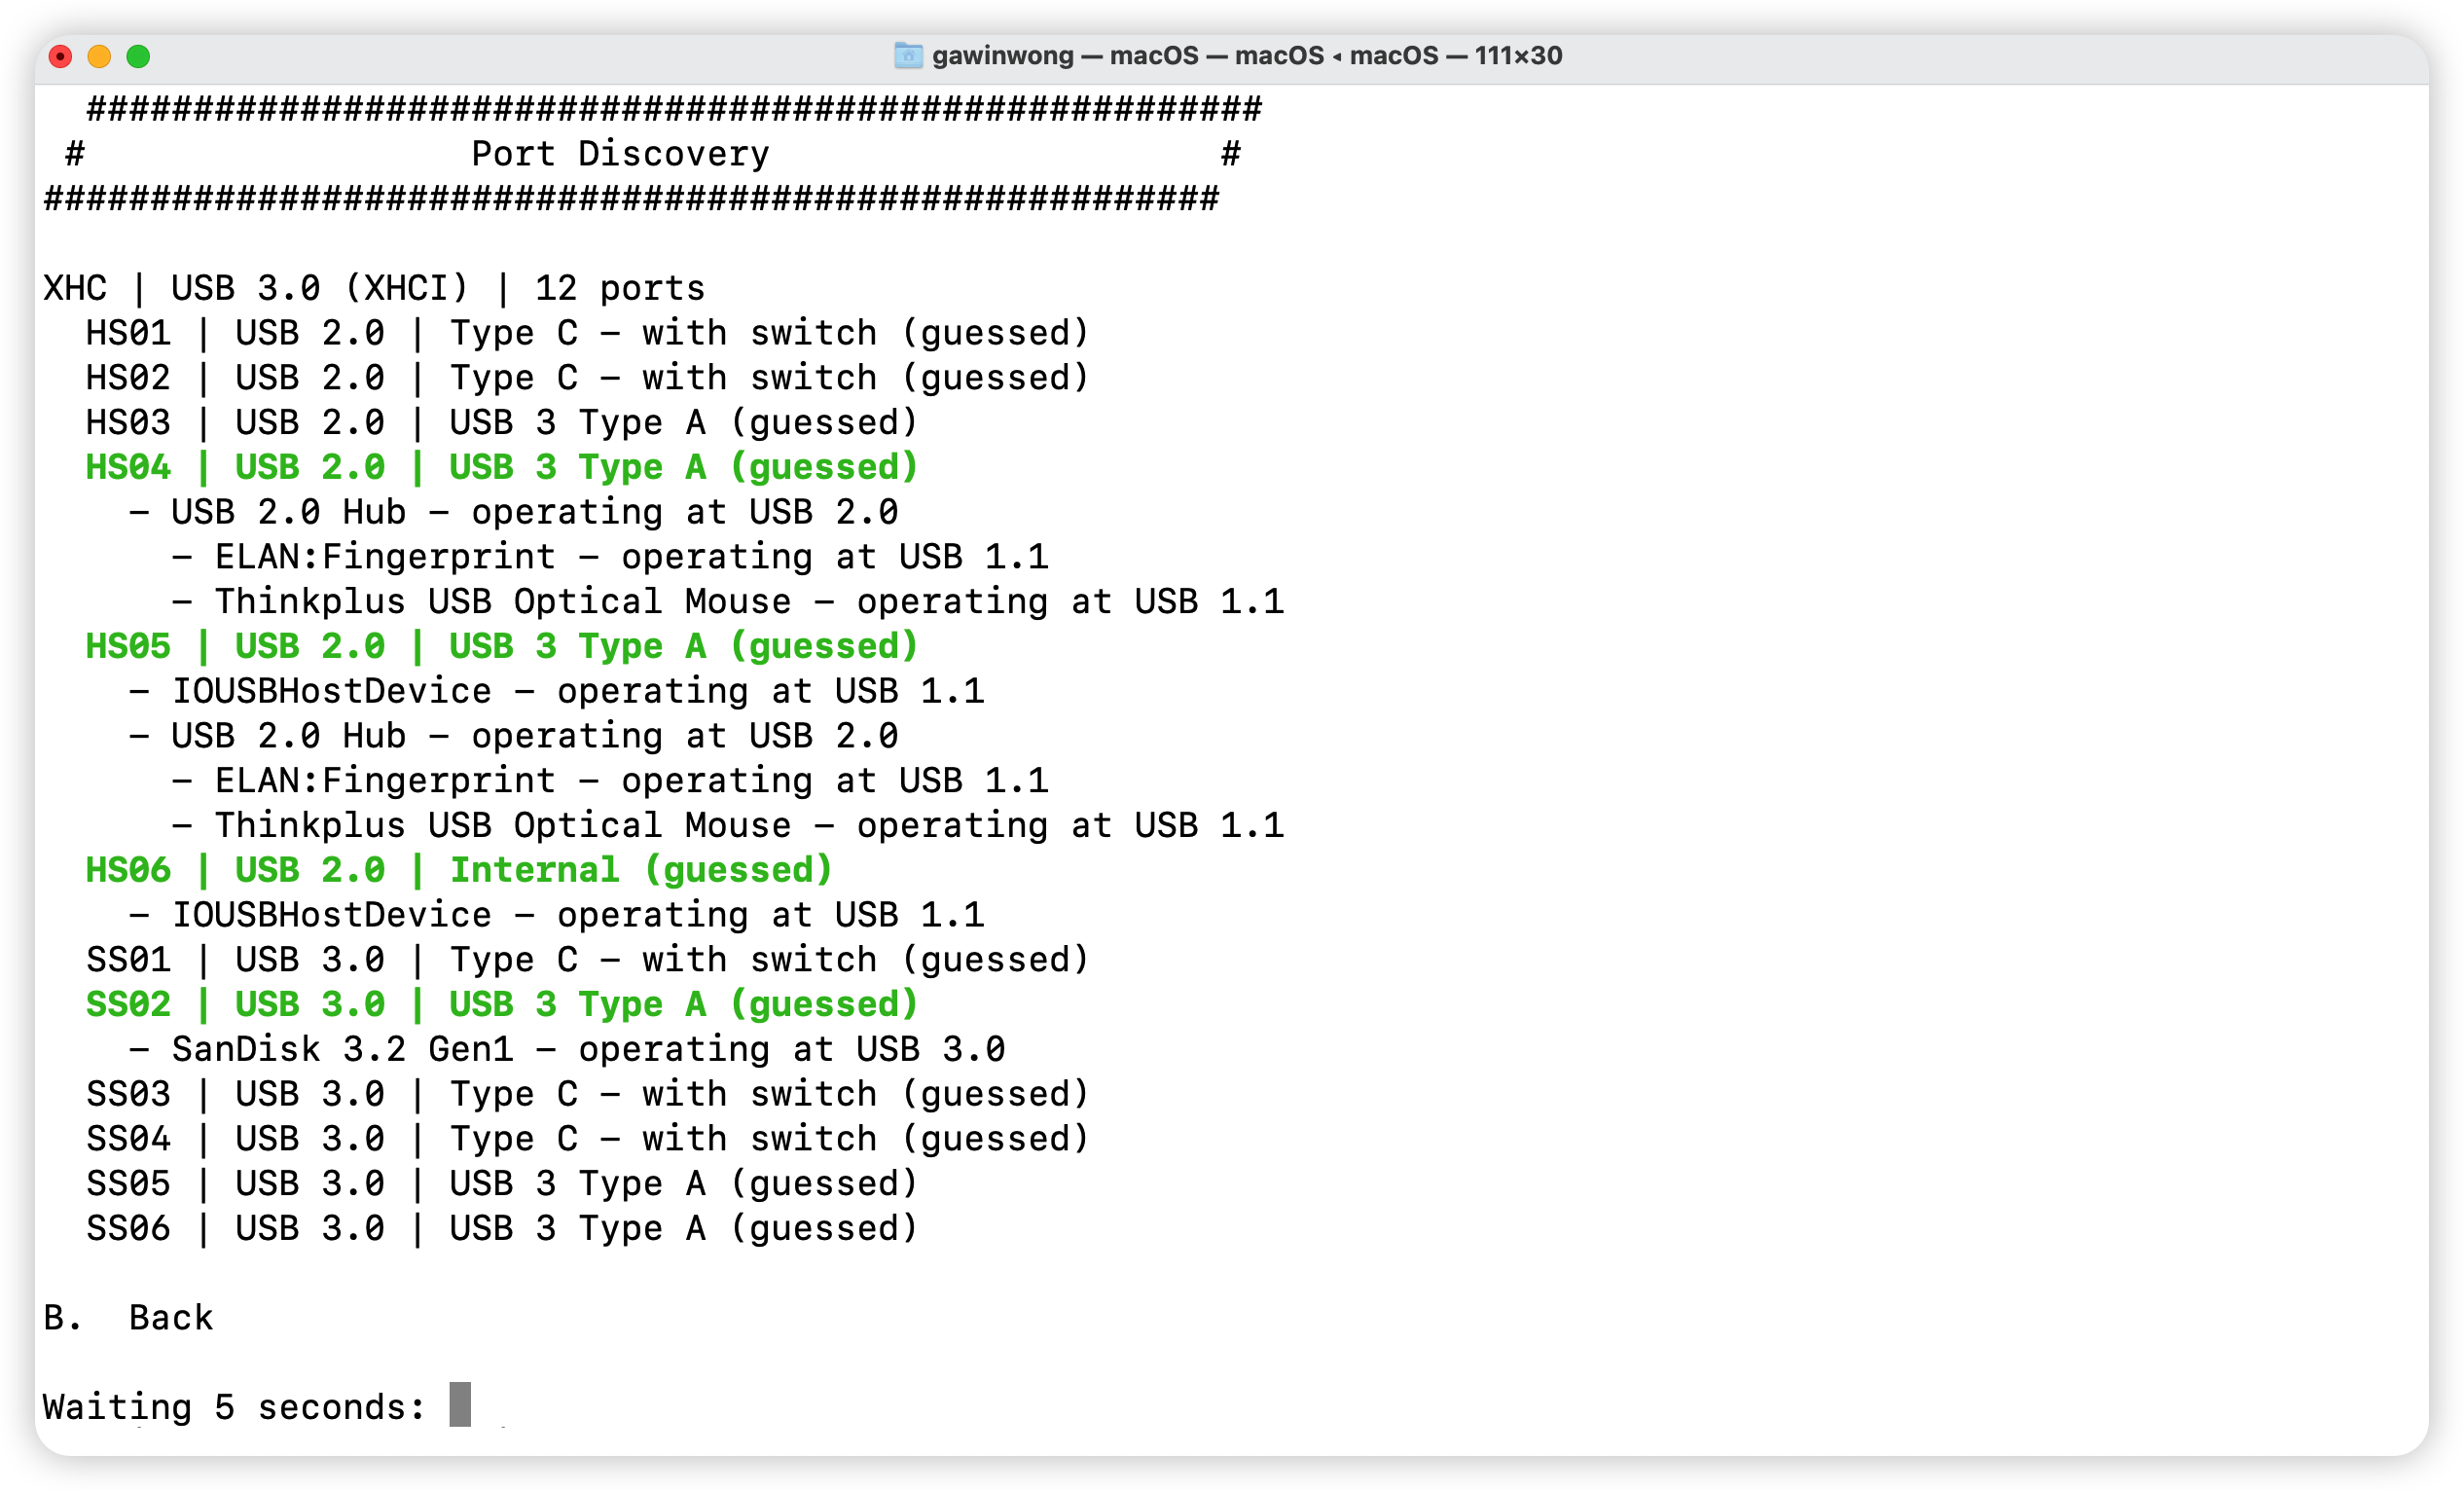 gawinwong — macOS — macOS ◂ macOS — 111×30
#######################################################
# Port Discovery #
#######################################################
XHC | USB 3.0 (XHCI) | 12 ports
HS01 | USB 2.0 | Type C - with switch (guessed)
HS02 | USB 2.0 | Type C - with switch (guessed)
HS03 | USB 2.0 | USB 3 Type A (guessed)
HS04 | USB 2.0 | USB 3 Type A (guessed)
- USB 2.0 Hub - operating at USB 2.0
- ELAN:Fingerprint - operating at USB 1.1
- Thinkplus USB Optical Mouse - operating at USB 1.1
HS05 | USB 2.0 | USB 3 Type A (guessed)
- IOUSBHostDevice - operating at USB 1.1
- USB 2.0 Hub - operating at USB 2.0
- ELAN:Fingerprint - operating at USB 1.1
- Thinkplus USB Optical Mouse - operating at USB 1.1
HS06 | USB 2.0 | Internal (guessed)
- IOUSBHostDevice - operating at USB 1.1
SS01 | USB 3.0 | Type C - with switch (guessed)
SS02 | USB 3.0 | USB 3 Type A (guessed)
- SanDisk 3.2 Gen1 - operating at USB 3.0
SS03 | USB 3.0 | Type C - with switch (guessed)
SS04 | USB 3.0 | Type C - with switch (guessed)
SS05 | USB 3.0 | USB 3 Type A (guessed)
SS06 | USB 3.0 | USB 3 Type A (guessed)
B. Back
Waiting 5 seconds: